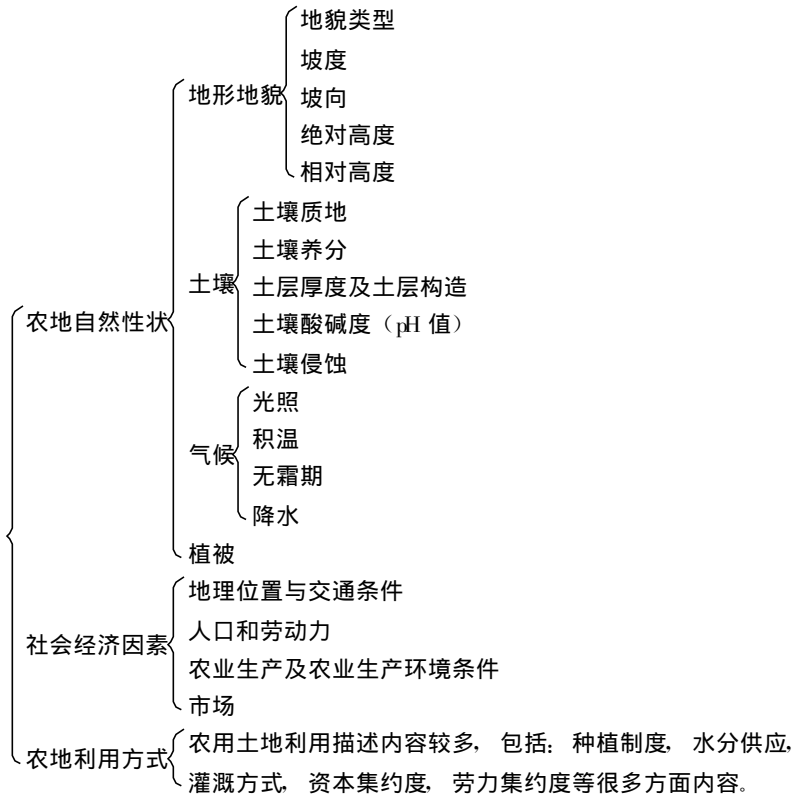 地貌类型
坡度
地形地貌
坡向
绝对高度
相对高度
土壤质地
土壤养分
土壤
土层厚度及土层构造
农地自然性状
土壤酸碱度（pH 值）
土壤侵蚀
光照
积温
气候
无霜期
降水
植被
地理位置与交通条件
人口和劳动力
社会经济因素
农业生产及农业生产环境条件
市场
农用土地利用描述内容较多，包括：种植制度，水分供应，
农地利用方式
灌溉方式，资本集约度，劳力集约度等很多方面内容。